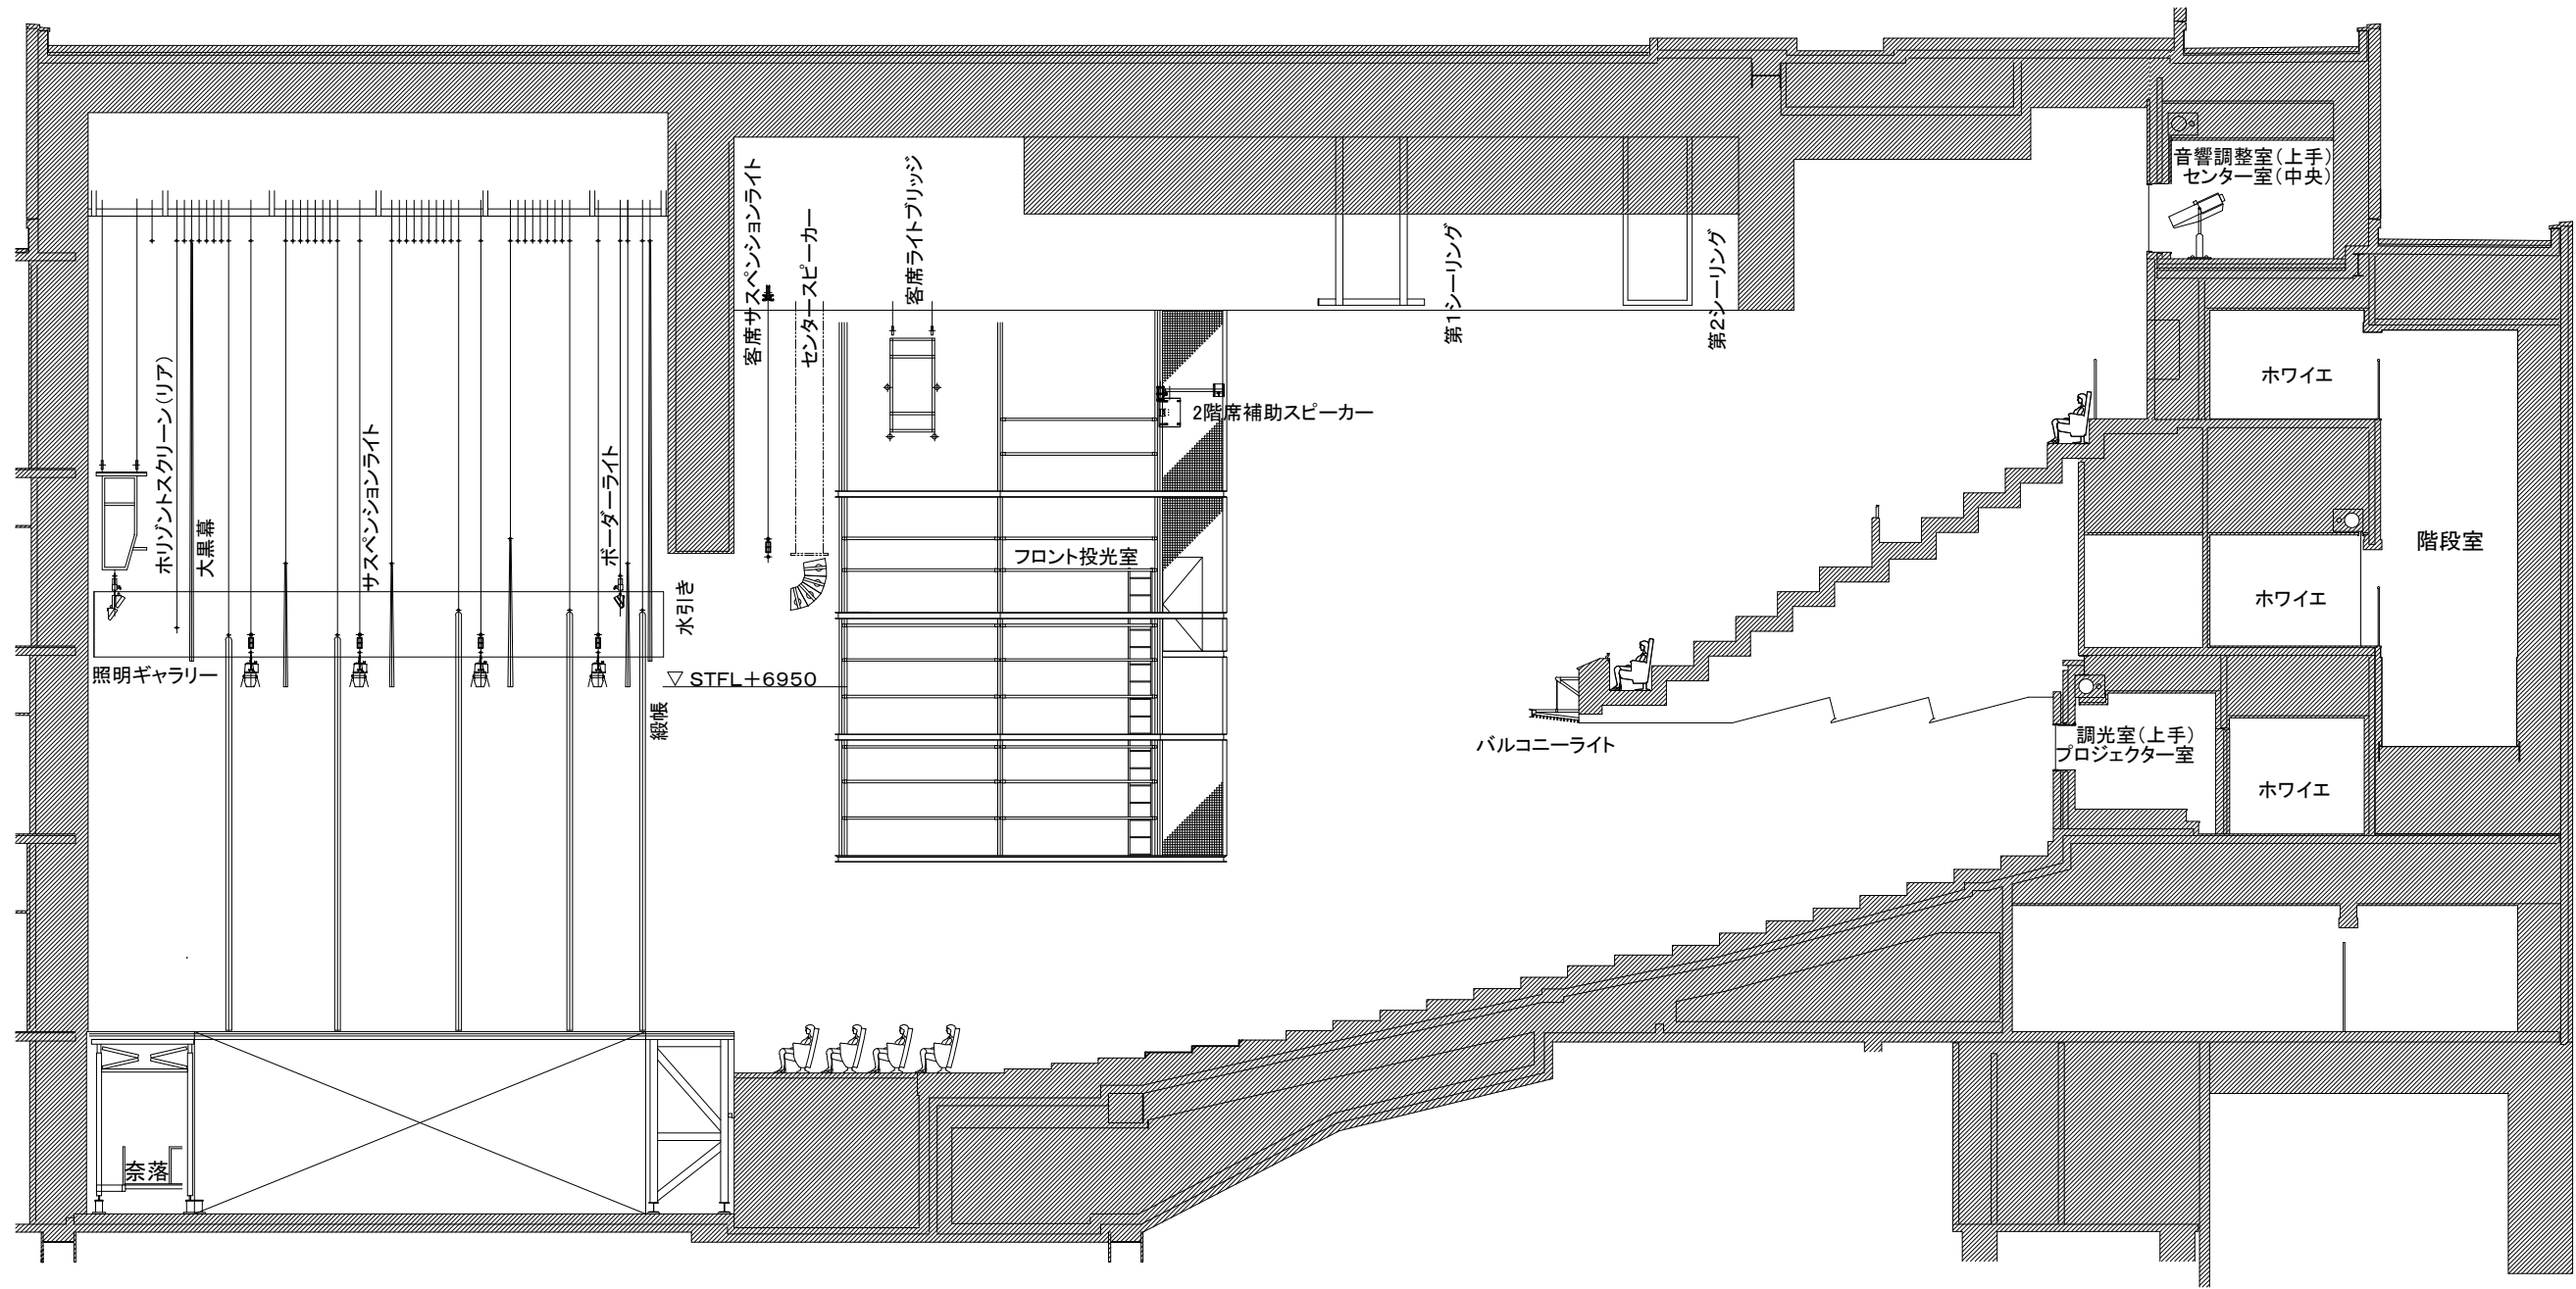 ホリゾントスクリーン(リア)
大黒幕
サスペンションライト
ボーダーライト
水引き
照明ギャラリー
緞帳
▽ STFL+6950
奈落
客席サスペンションライト
センタースピーカー
客席ライトブリッジ
フロント投光室
2階席補助スピーカー
第1シーリング
第2シーリング
バルコニーライト
音響調整室(上手)
センター室(中央)
ホワイエ
ホワイエ
階段室
調光室(上手)
プロジェクター室
ホワイエ